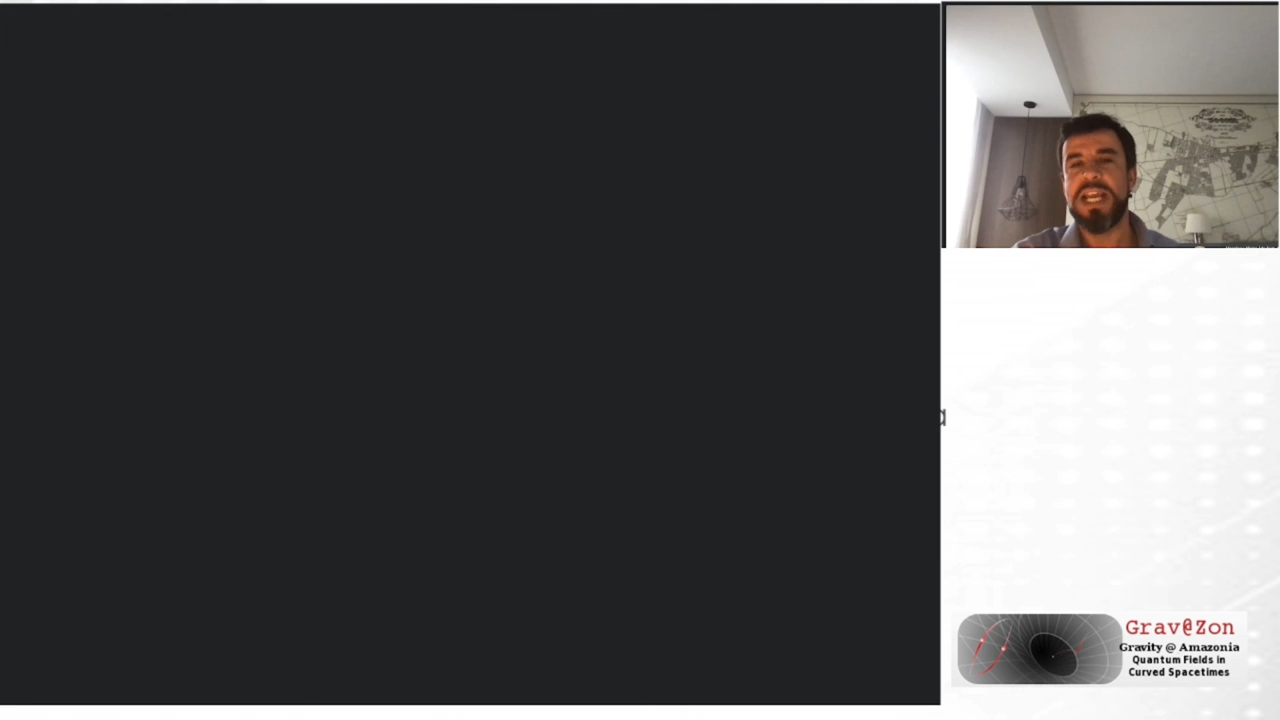 Grav@Zon
Gravity @ Amazonia
Quantum Fields in
Curved Spacetimes